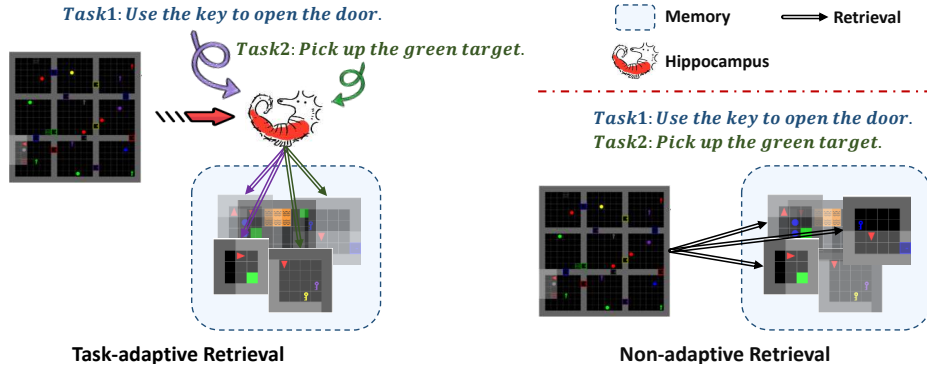 Task1: Use the key to open the door.
Task2: Pick up the green target.
Task-adaptive Retrieval
Memory
Retrieval
Hippocampus
Task1: Use the key to open the door.
Task2: Pick up the green target.
Non-adaptive Retrieval